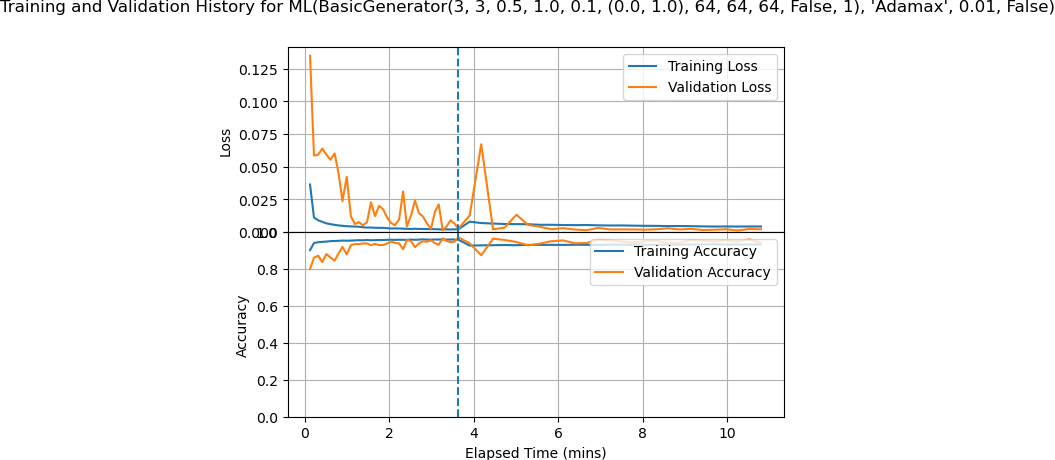 Training and Validation History for ML(BasicGenerator(3, 3, 0.5, 1.0, 0.1, (0.0, 1.0), 64, 64, 64, False, 1), 'Adamax', 0.01, False)
Training Loss
Validation Loss
Loss
0.125
0.100
0.075
0.050
0.025
0.000
Training Accuracy
Validation Accuracy
Accuracy
1.0
0.8
0.6
0.4
0.2
0.0
0 2 4 6 8 10
Elapsed Time (mins)